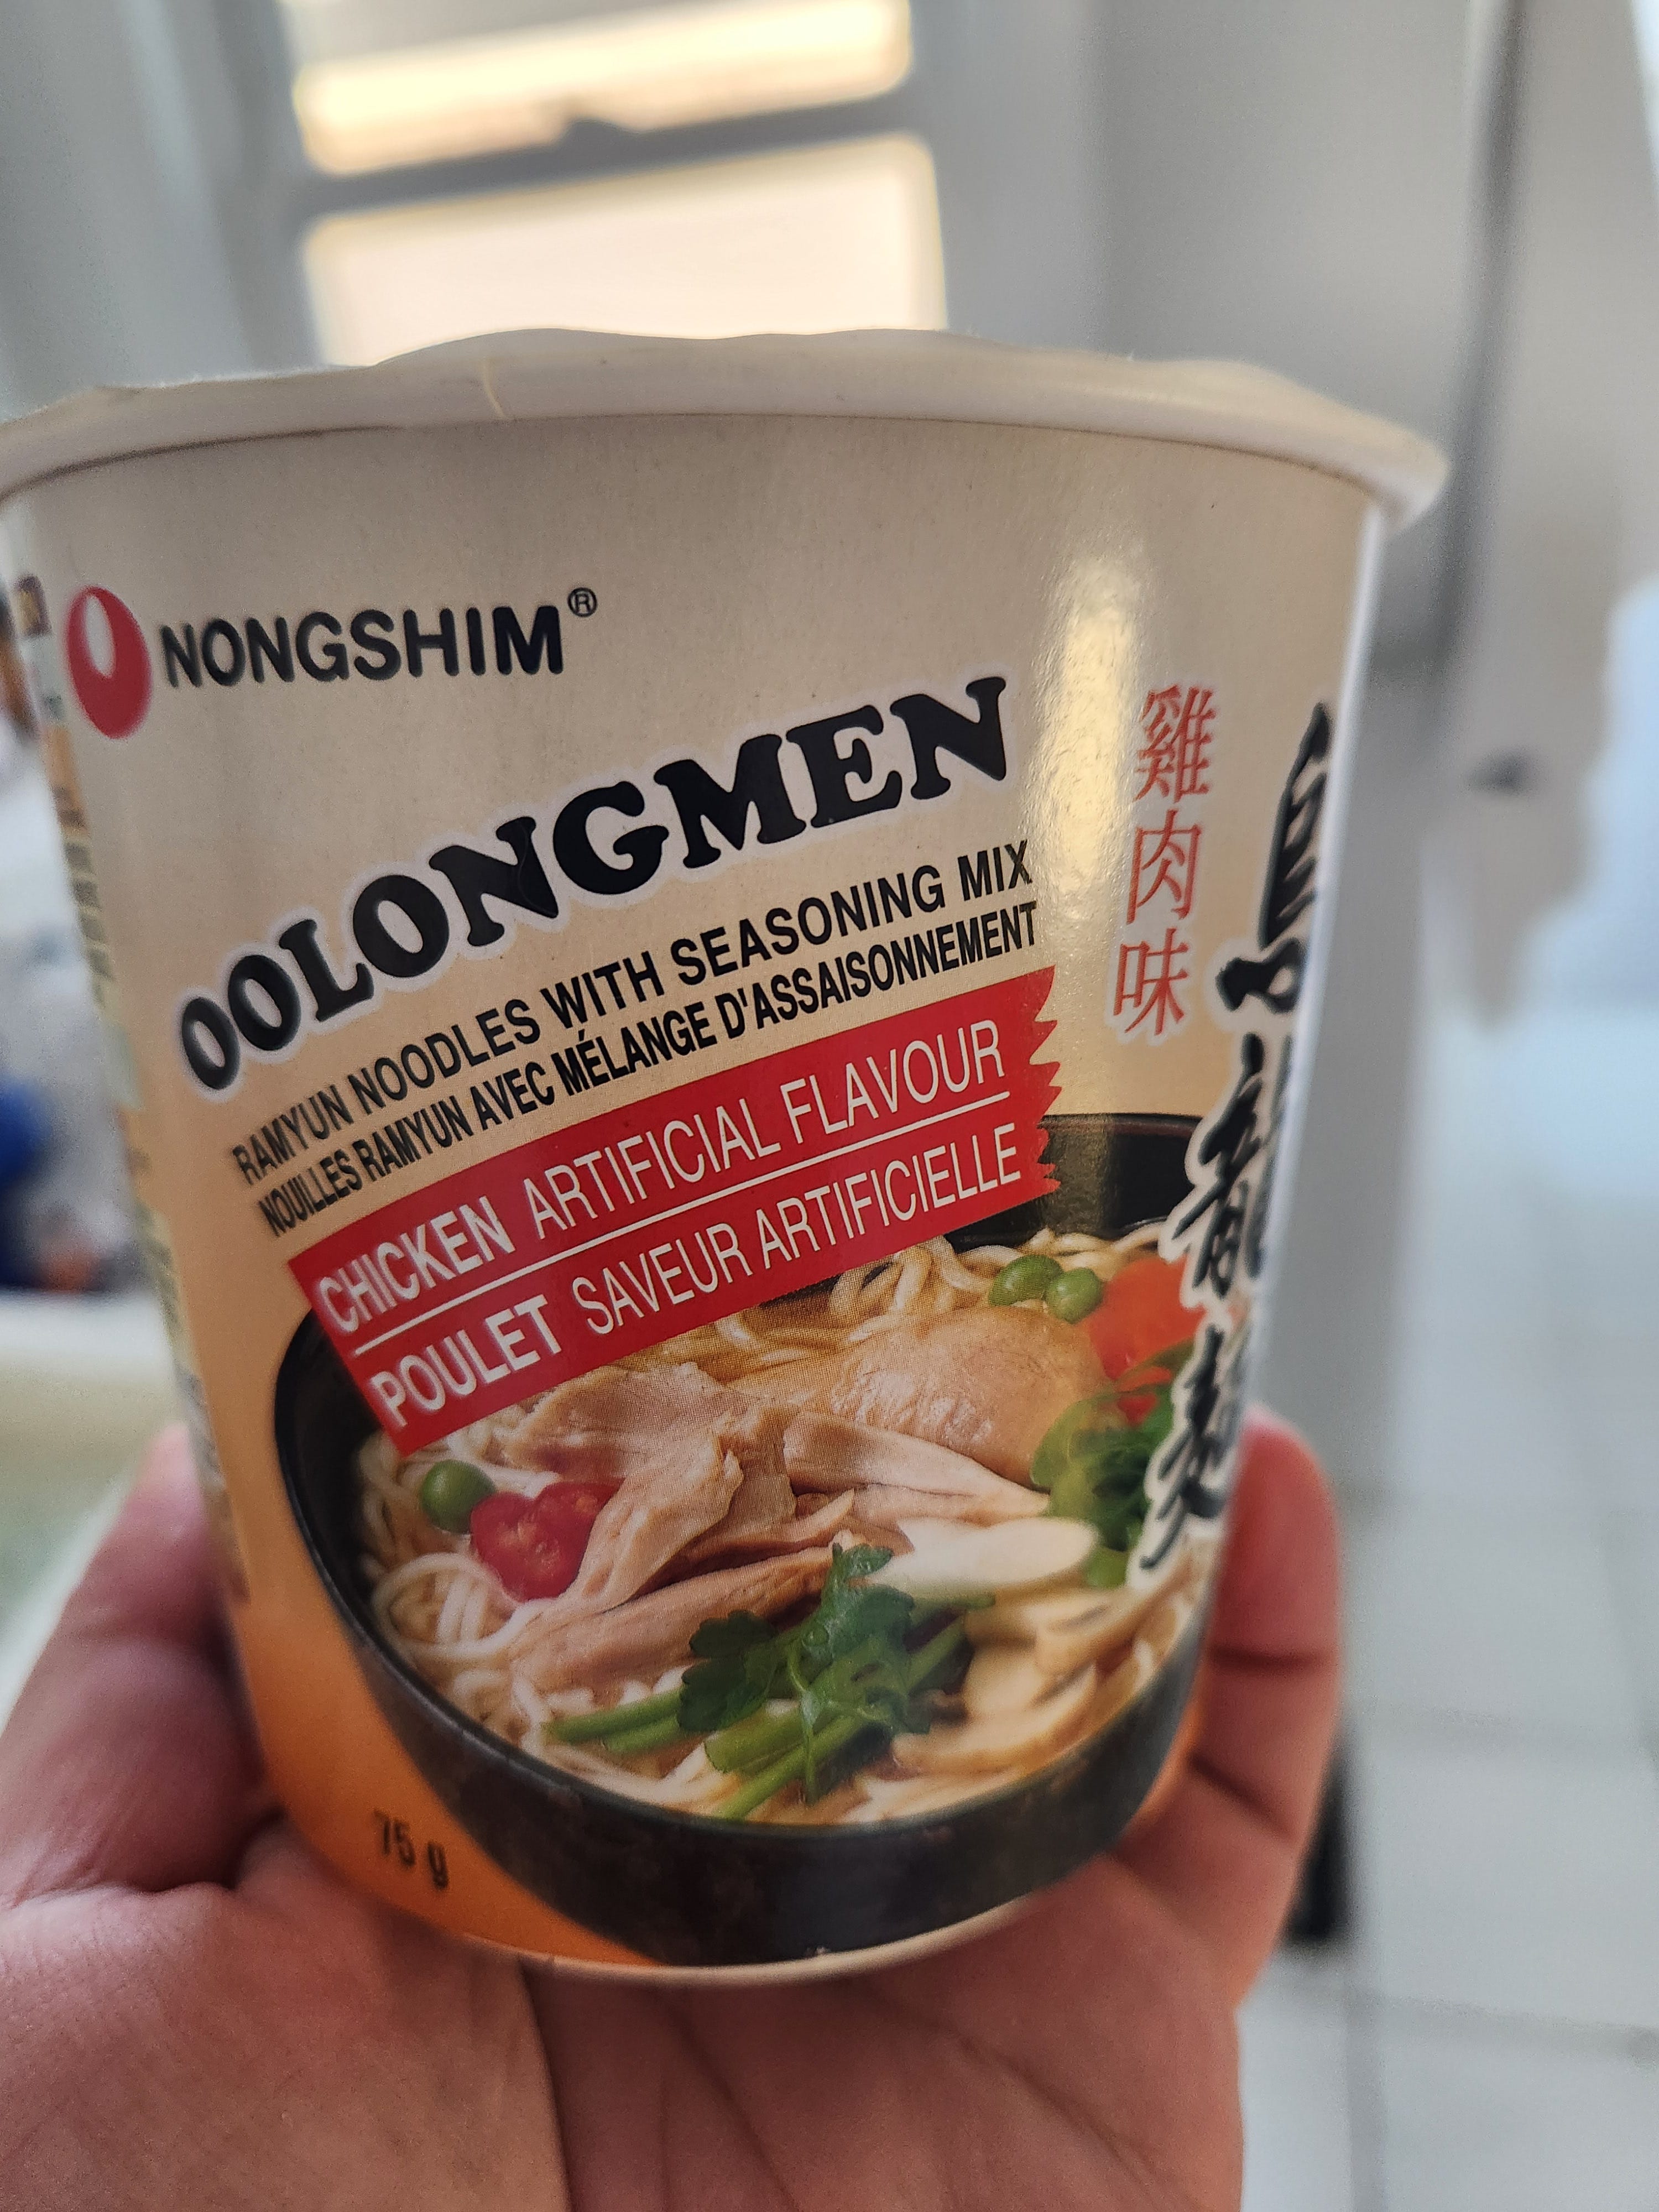 NONGSHIM®
OOLONGMEN
RAMYUN NOODLES WITH SEASONING MIX
NOUILLES RAMYUN AVEC MÉLANGE D'ASSAISONNEMENT
CHICKEN ARTIFICIAL FLAVOUR
POULET SAVEUR ARTIFICIELLE
雞肉味
75 g